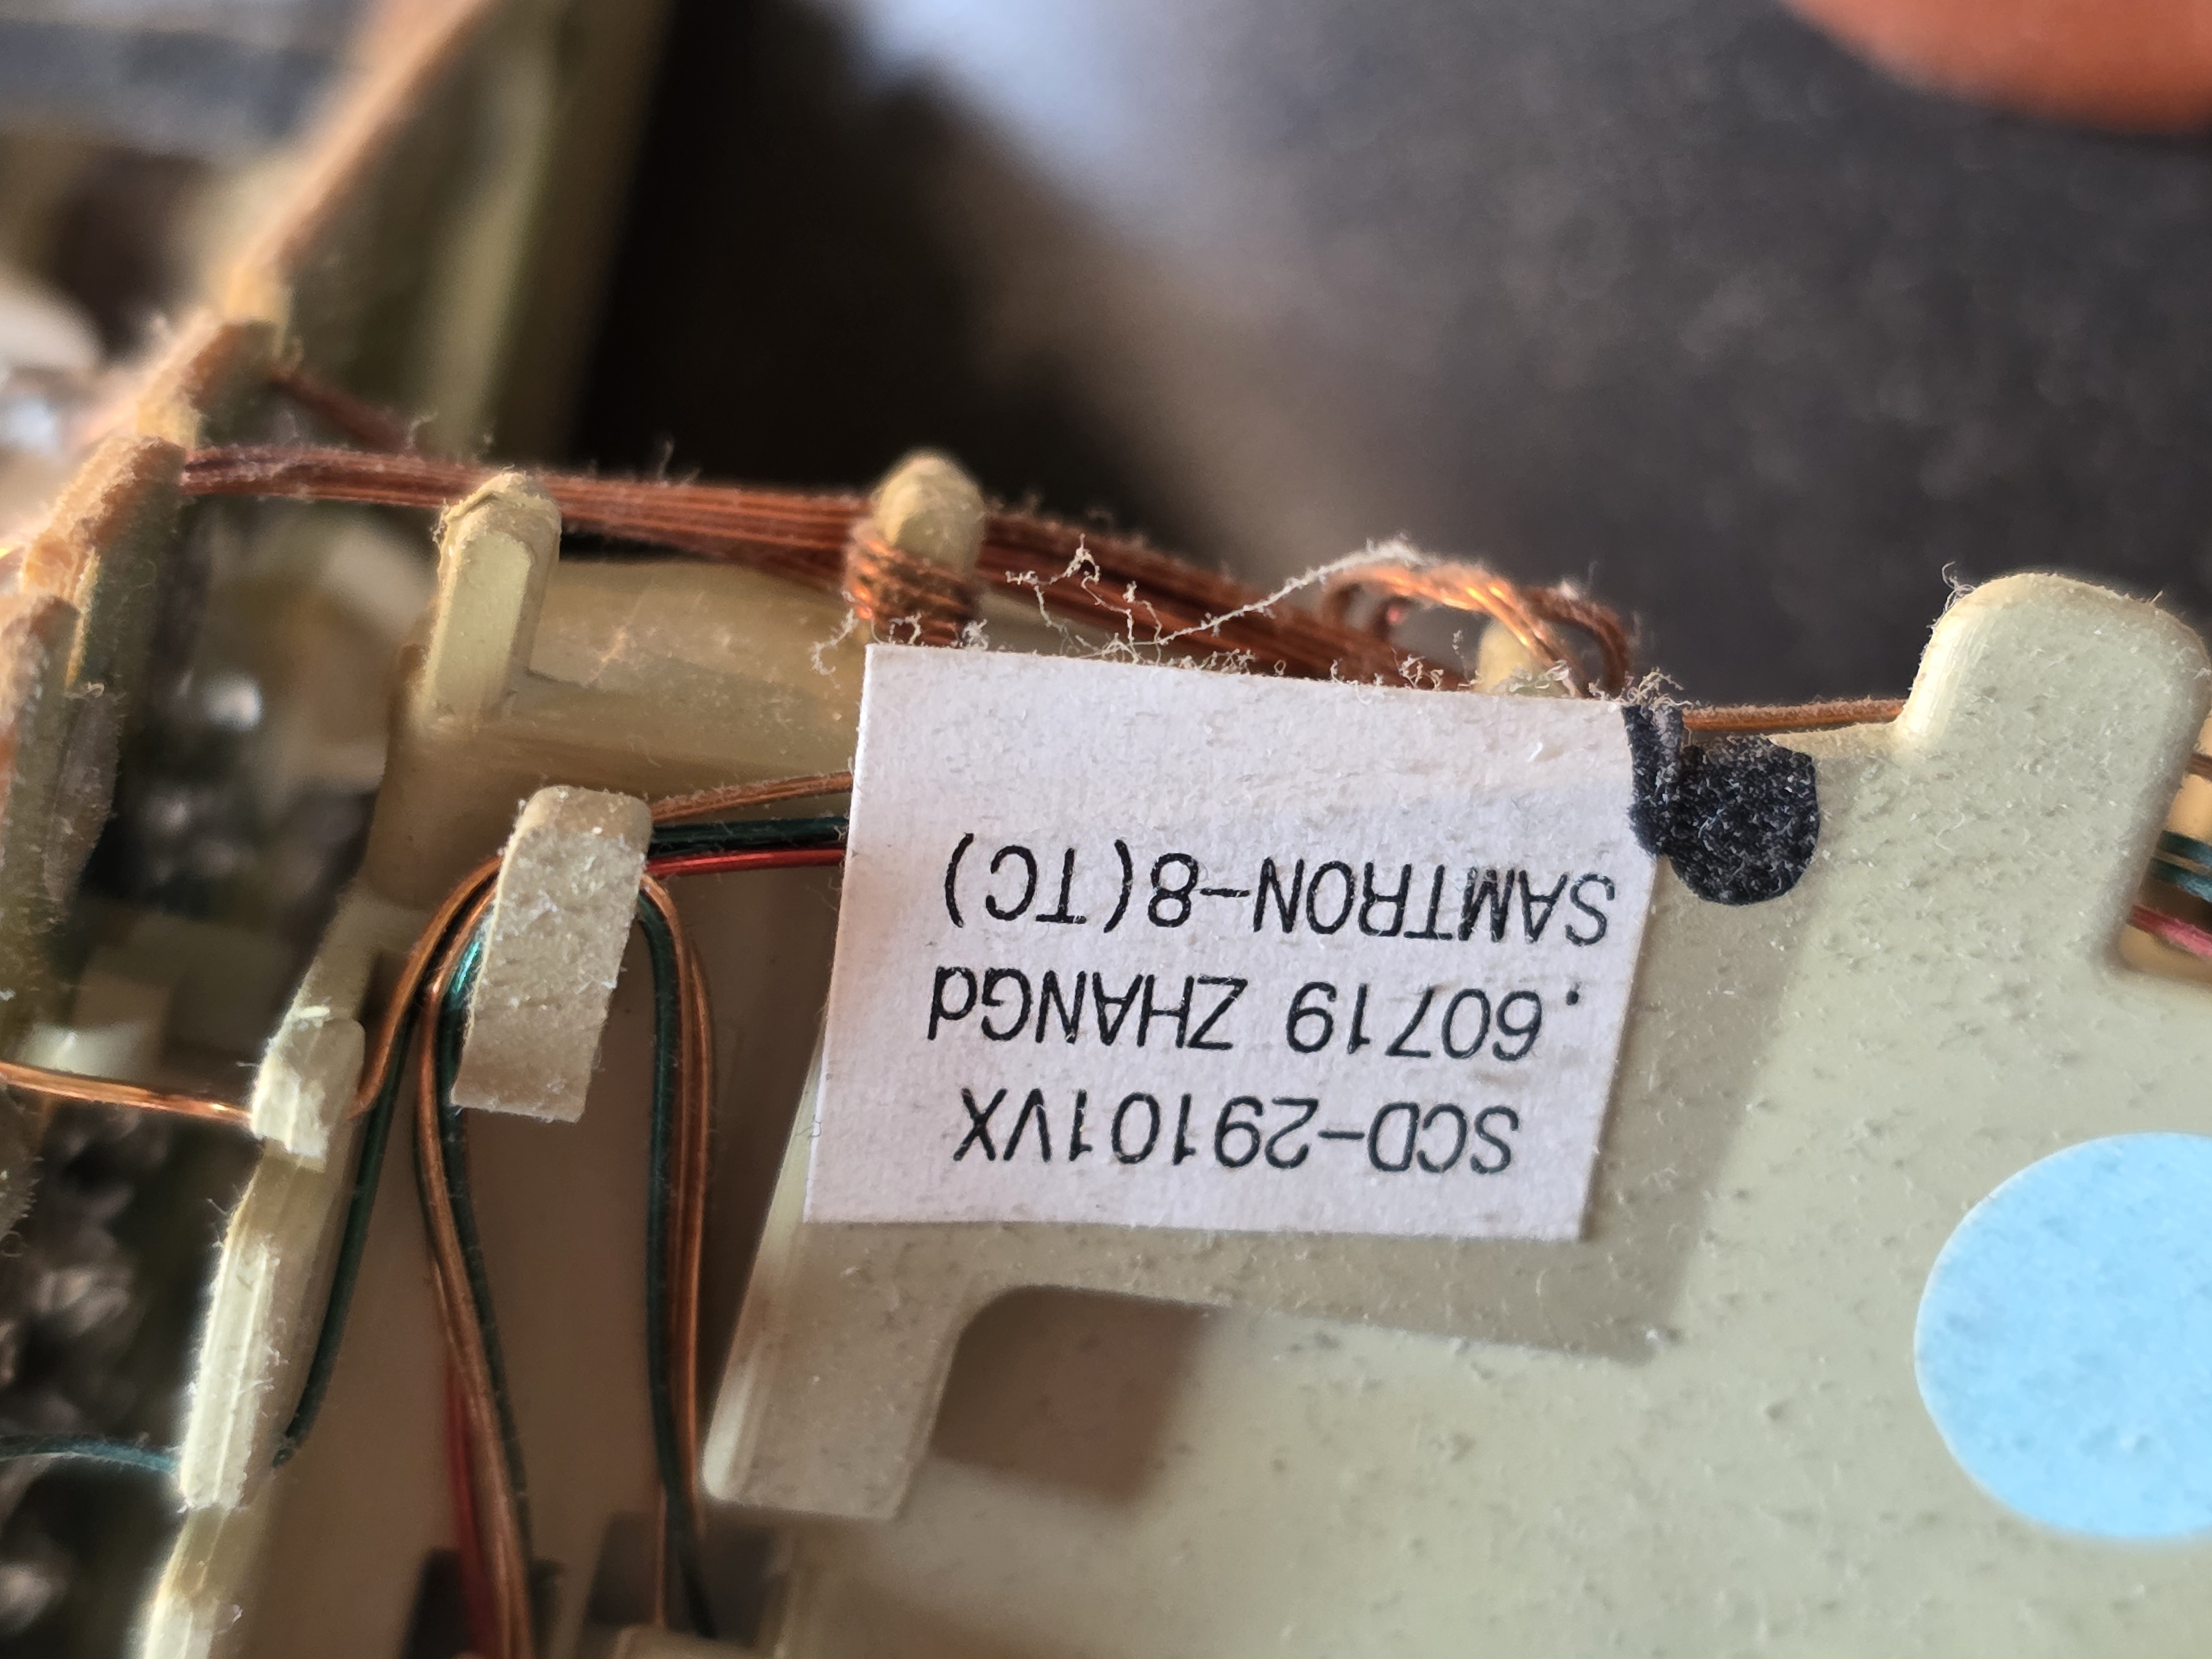 SCD-29101VX
.60719 ZHANGd
SAMTRON-8(TC)